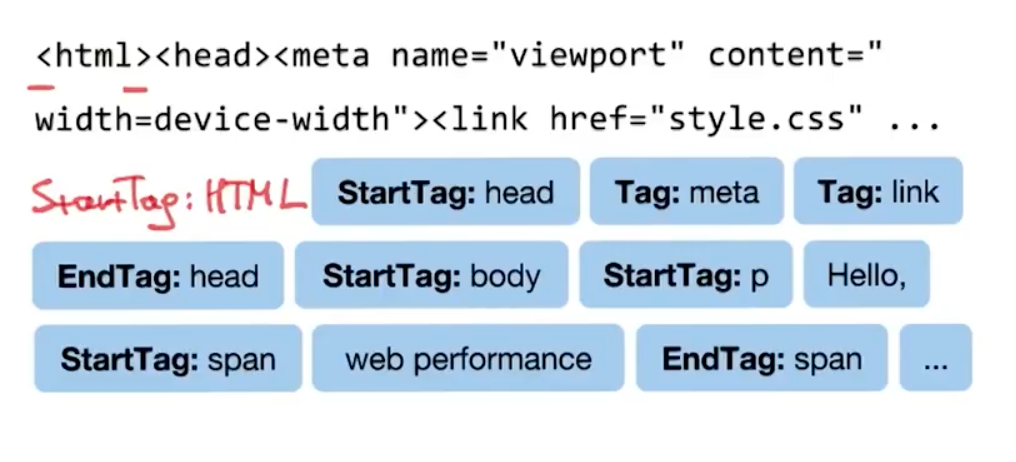 <html><head><meta name="viewport" content="
width=device-width"><link href="style.css" ...
StartTag: HTML StartTag: head Tag: meta Tag: link
EndTag: head StartTag: body StartTag: p Hello,
StartTag: span web performance EndTag: span ...